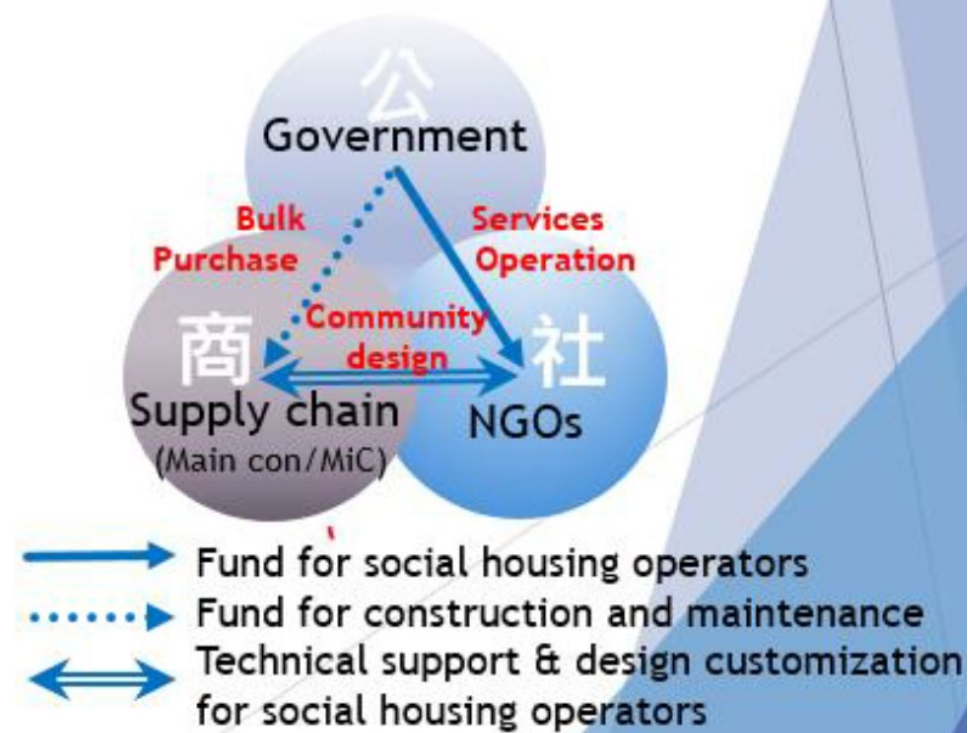 公
Government
Bulk
Purchase
Services
Operation
Community
design
商
Supply chain
(Main con/MiC)
社
NGOs
Fund for social housing operators
Fund for construction and maintenance
Technical support & design customization
for social housing operators